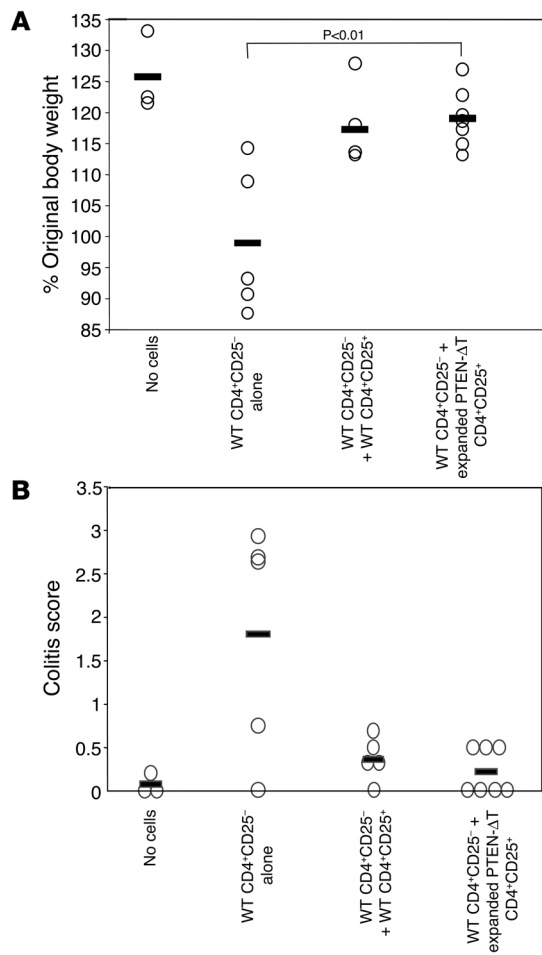 A
135
130
125
120
115
110
105
100
95
90
85
% Original body weight
P<0.01
No cells
WT CD4⁺CD25⁻
alone
WT CD4⁺CD25⁻
+ WT CD4⁺CD25⁺
WT CD4⁺CD25⁻ +
expanded PTEN-ΔT
CD4⁺CD25⁺
B
3.5
3
2.5
2
1.5
1
0.5
0
Colitis score
No cells
WT CD4⁺CD25⁻
alone
WT CD4⁺CD25⁻
+ WT CD4⁺CD25⁺
WT CD4⁺CD25⁻ +
expanded PTEN-ΔT
CD4⁺CD25⁺